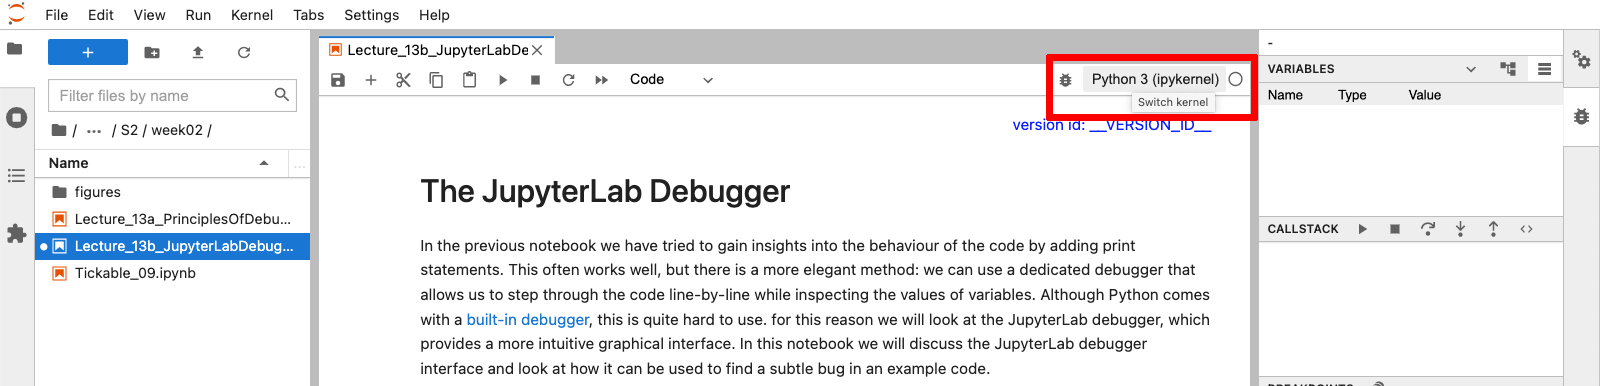 File Edit View Run Kernel Tabs Settings Help
Filter files by name
/ ... / S2 / week02 /
Name
figures
Lecture_13a_PrinciplesOfDebu...
Lecture_13b_JupyterLabDebug...
Tickable_09.ipynb
Lecture_13b_JupyterLabDe
Code
Python 3 (ipykernel)
Switch kernel
version id: __VERSION_ID__
The JupyterLab Debugger
In the previous notebook we have tried to gain insights into the behaviour of the code by adding print
statements. This often works well, but there is a more elegant method: we can use a dedicated debugger that
allows us to step through the code line-by-line while inspecting the values of variables. Although Python comes
with a built-in debugger, this is quite hard to use. for this reason we will look at the JupyterLab debugger, which
provides a more intuitive graphical interface. In this notebook we will discuss the JupyterLab debugger
interface and look at how it can be used to find a subtle bug in an example code.
-
VARIABLES
Name Type Value
CALLSTACK
BREAKPOINTS